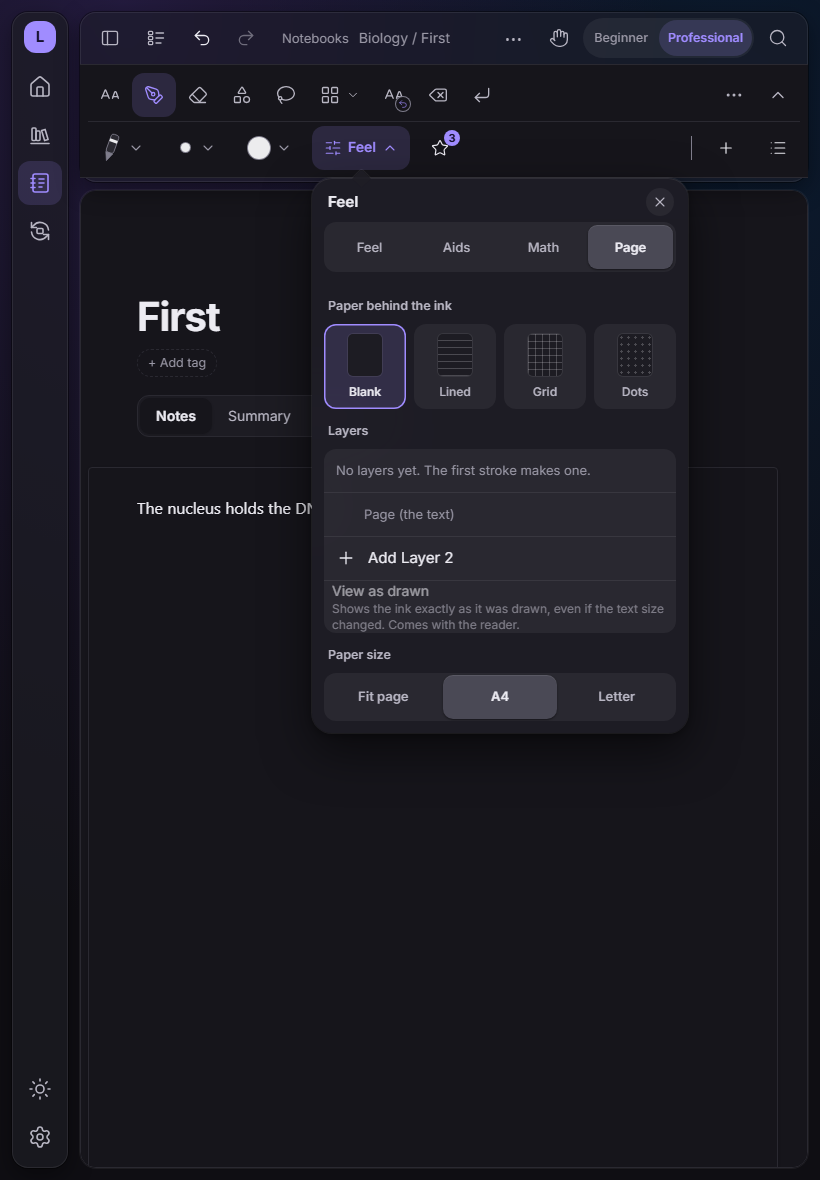 L
Notebooks Biology / First
Beginner
Professional
AA
AA
Feel
3
Feel
Feel
Aids
Math
Page
Paper behind the ink
First
+ Add tag
Blank
Lined
Grid
Dots
Notes
Summary
Layers
No layers yet. The first stroke makes one.
The nucleus holds the
Page (the text)
Add Layer 2
View as drawn
Shows the ink exactly as it was drawn, even if the text size
changed. Comes with the reader.
Paper size
Fit page
A4
Letter